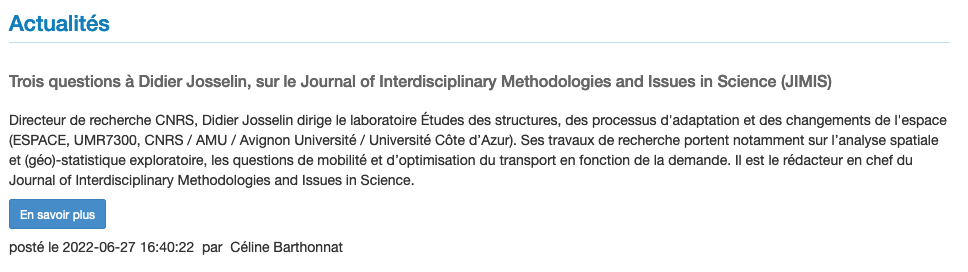 Actualités
Trois questions à Didier Josselin, sur le Journal of Interdisciplinary Methodologies and Issues in Science (JIMIS)
Directeur de recherche CNRS, Didier Josselin dirige le laboratoire Études des structures, des processus d'adaptation et des changements de l'espace
(ESPACE, UMR7300, CNRS / AMU / Avignon Université / Université Côte d’Azur). Ses travaux de recherche portent notamment sur l’analyse spatiale
et (géo)-statistique exploratoire, les questions de mobilité et d’optimisation du transport en fonction de la demande. Il est le rédacteur en chef du
Journal of Interdisciplinary Methodologies and Issues in Science.
En savoir plus
posté le 2022-06-27 16:40:22 par Céline Barthonnat